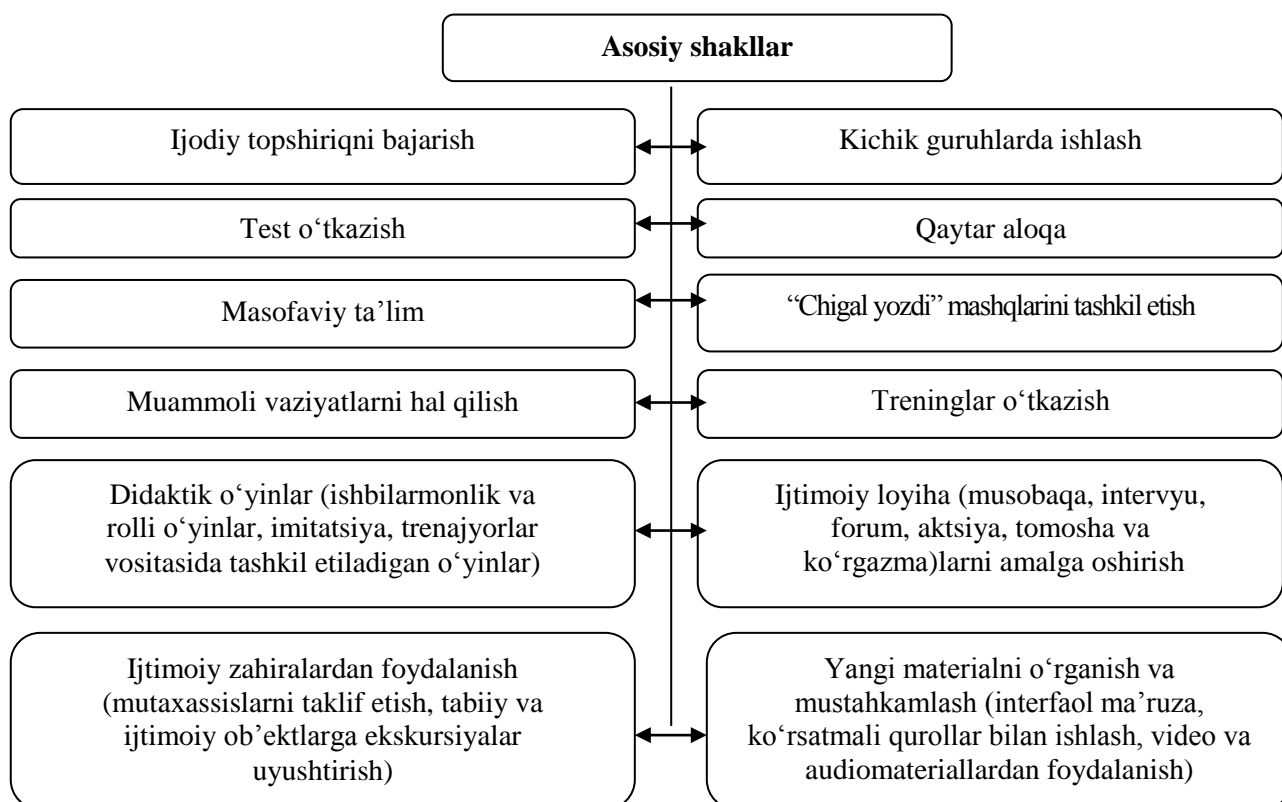 Asosiy shakllar
Ijodiy topshiriqni bajarish
Kichik guruhlarda ishlash
Test o‘tkazish
Qaytar aloqa
Masofaviy ta’lim
“Chigal yozdi” mashqlarini tashkil etish
Muammoli vaziyatlarni hal qilish
Treninglar o‘tkazish
Didaktik o‘yinlar (ishbilarmonlik va
rolli o‘yinlar, imitatsiya, trenajyorlar
vositasida tashkil etiladigan o‘yinlar)
Ijtimoiy loyiha (musobaqa, intervyu,
forum, aktsiya, tomosha va
ko‘rgazma)larni amalga oshirish
Ijtimoiy zahiralardan foydalanish
(mutaxassislarni taklif etish, tabiiy va
ijtimoiy ob’ektlarga ekskursiyalar
uyushtirish)
Yangi materialni o‘rganish va
mustahkamlash (interfaol ma’ruza,
ko‘rsatmali qurollar bilan ishlash, video va
audiomateriallardan foydalanish)